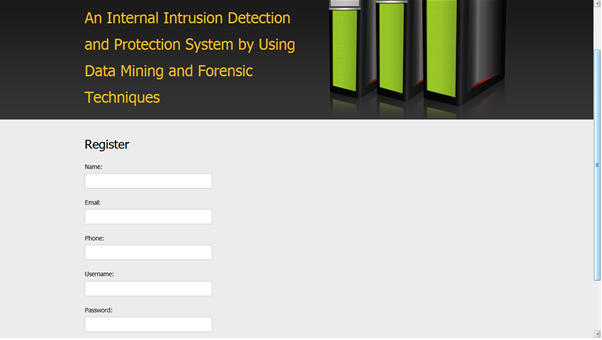 An Internal Intrusion Detection
and Protection System by Using
Data Mining and Forensic
Techniques
Register
Name:
Email:
Phone:
Username:
Password: